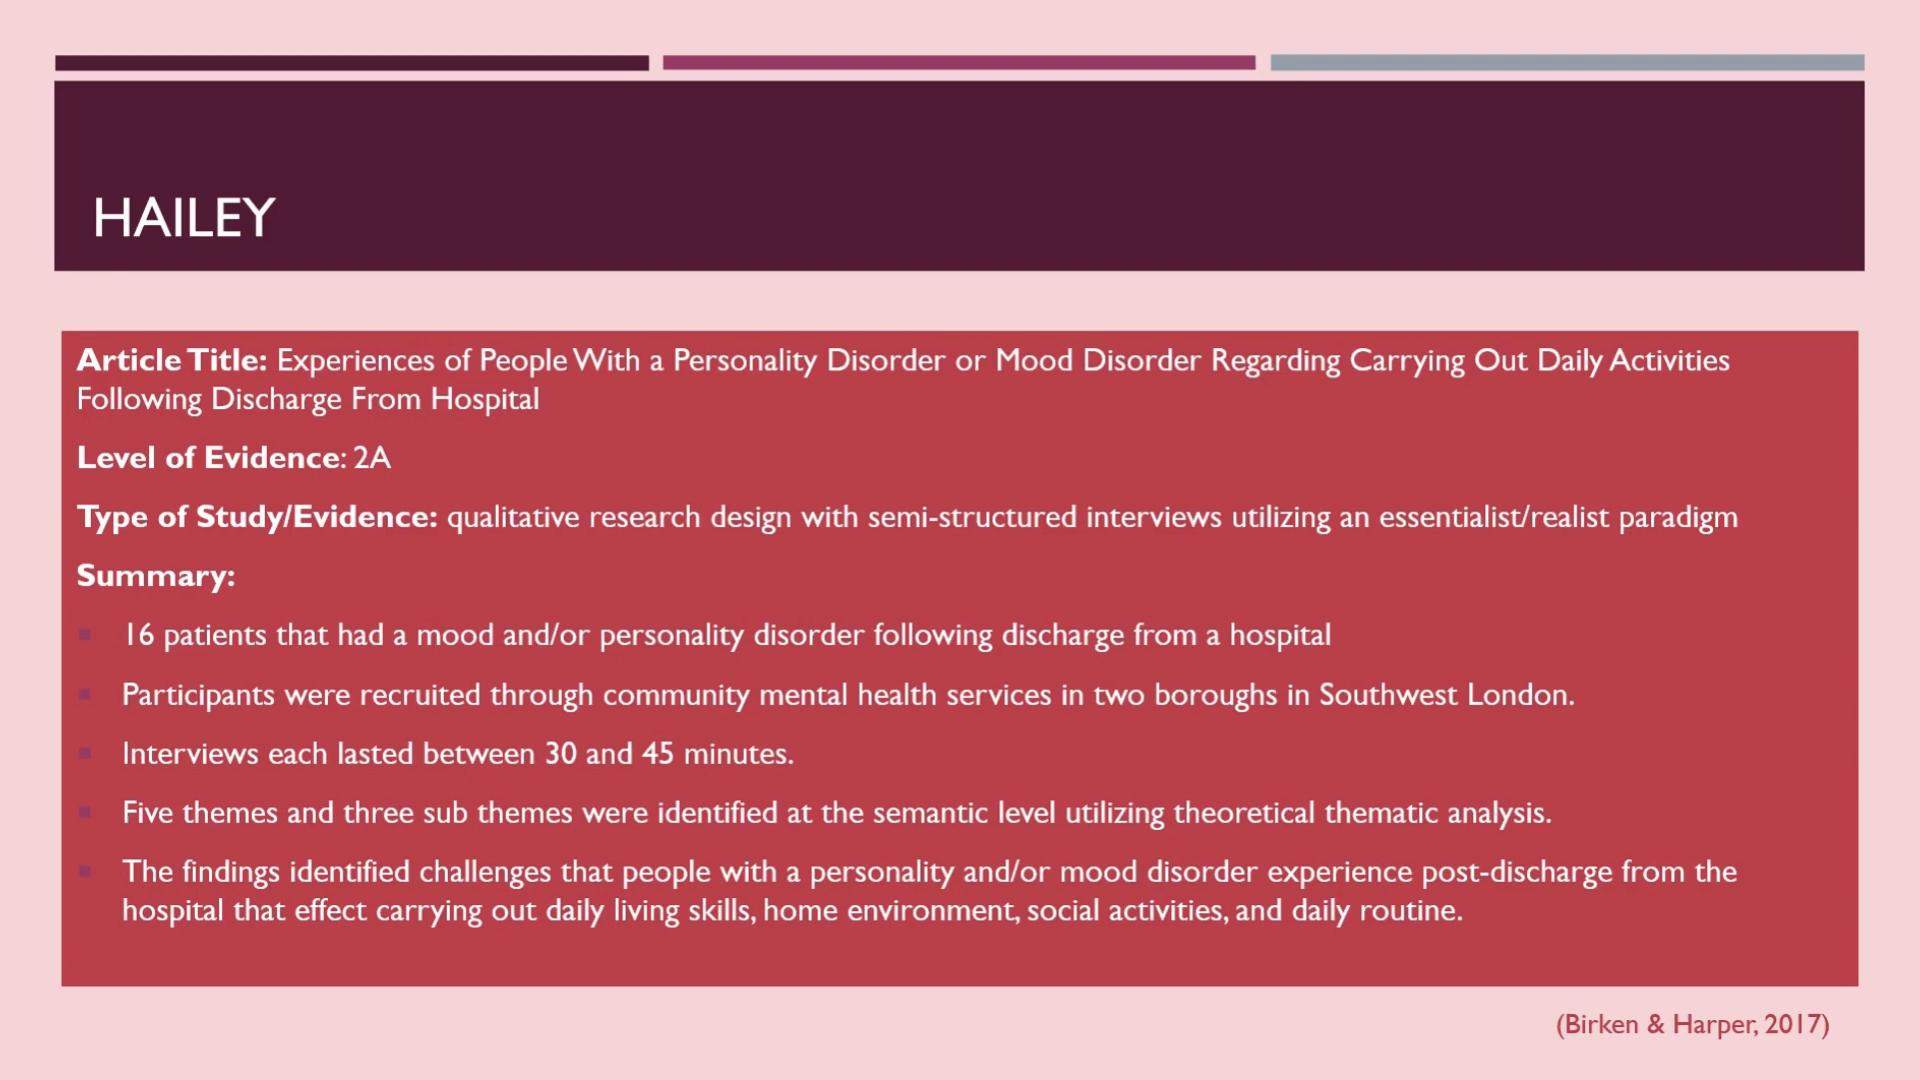 HAILEY
Article Title: Experiences of People With a Personality Disorder or Mood Disorder Regarding Carrying Out Daily Activities
Following Discharge From Hospital
Level of Evidence: 2A
Type of Study/Evidence: qualitative research design with semi-structured interviews utilizing an essentialist/realist paradigm
Summary:
▪ 16 patients that had a mood and/or personality disorder following discharge from a hospital
▪ Participants were recruited through community mental health services in two boroughs in Southwest London.
▪ Interviews each lasted between 30 and 45 minutes.
▪ Five themes and three sub themes were identified at the semantic level utilizing theoretical thematic analysis.
▪ The findings identified challenges that people with a personality and/or mood disorder experience post-discharge from the
hospital that effect carrying out daily living skills, home environment, social activities, and daily routine.
(Birken & Harper, 2017)